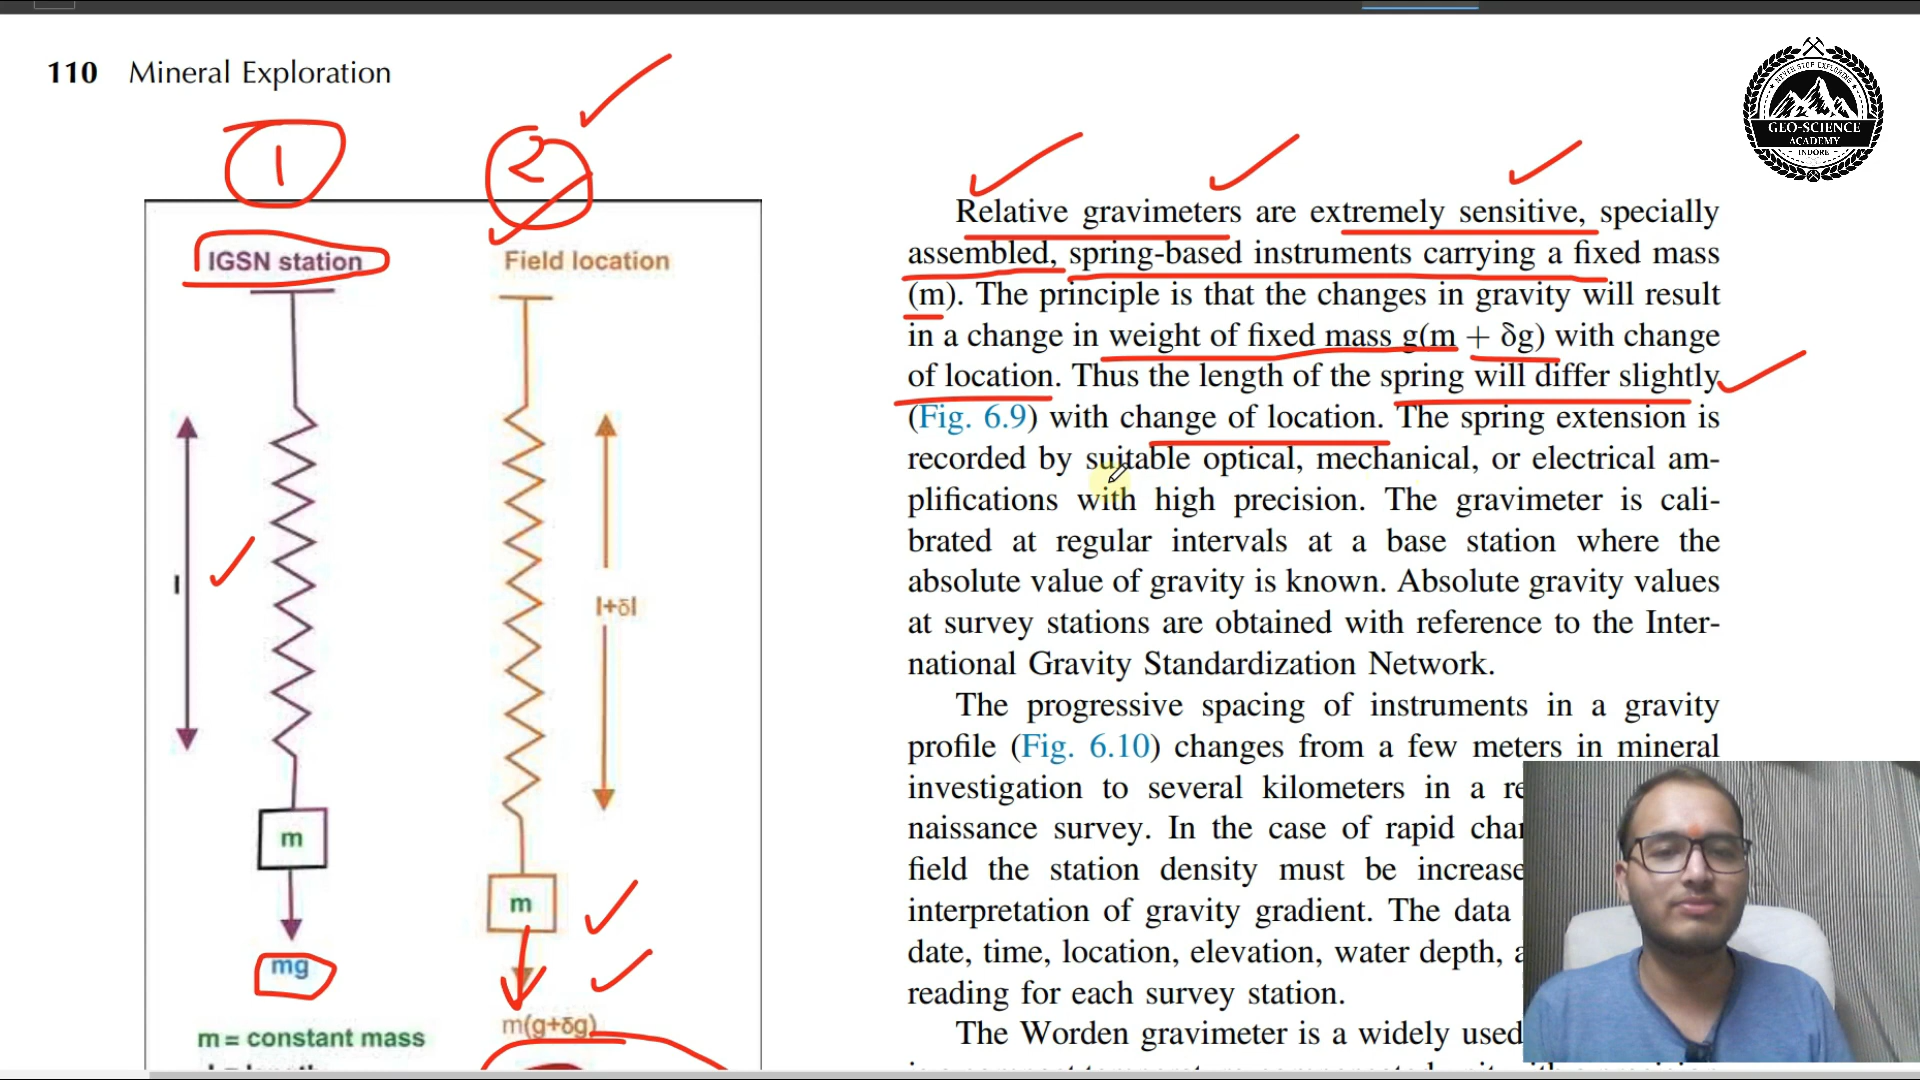 110 Mineral Exploration
1
2
IGSN station
Field location
l
l+δl
m
m
mg
m(g+δg)
m = constant mass
NEVER STOP EXPLORING
GEO-SCIENCE
ACADEMY
INDORE
Relative gravimeters are extremely sensitive, specially
assembled, spring-based instruments carrying a fixed mass
(m). The principle is that the changes in gravity will result
in a change in weight of fixed mass g(m + δg) with change
of location. Thus the length of the spring will differ slightly
(Fig. 6.9) with change of location. The spring extension is
recorded by suitable optical, mechanical, or electrical am-
plifications with high precision. The gravimeter is cali-
brated at regular intervals at a base station where the
absolute value of gravity is known. Absolute gravity values
at survey stations are obtained with reference to the Inter-
national Gravity Standardization Network.
The progressive spacing of instruments in a gravity
profile (Fig. 6.10) changes from a few meters in mineral
investigation to several kilometers in a re
naissance survey. In the case of rapid char
field the station density must be increase
interpretation of gravity gradient. The data
date, time, location, elevation, water depth, a
reading for each survey station.
The Worden gravimeter is a widely used